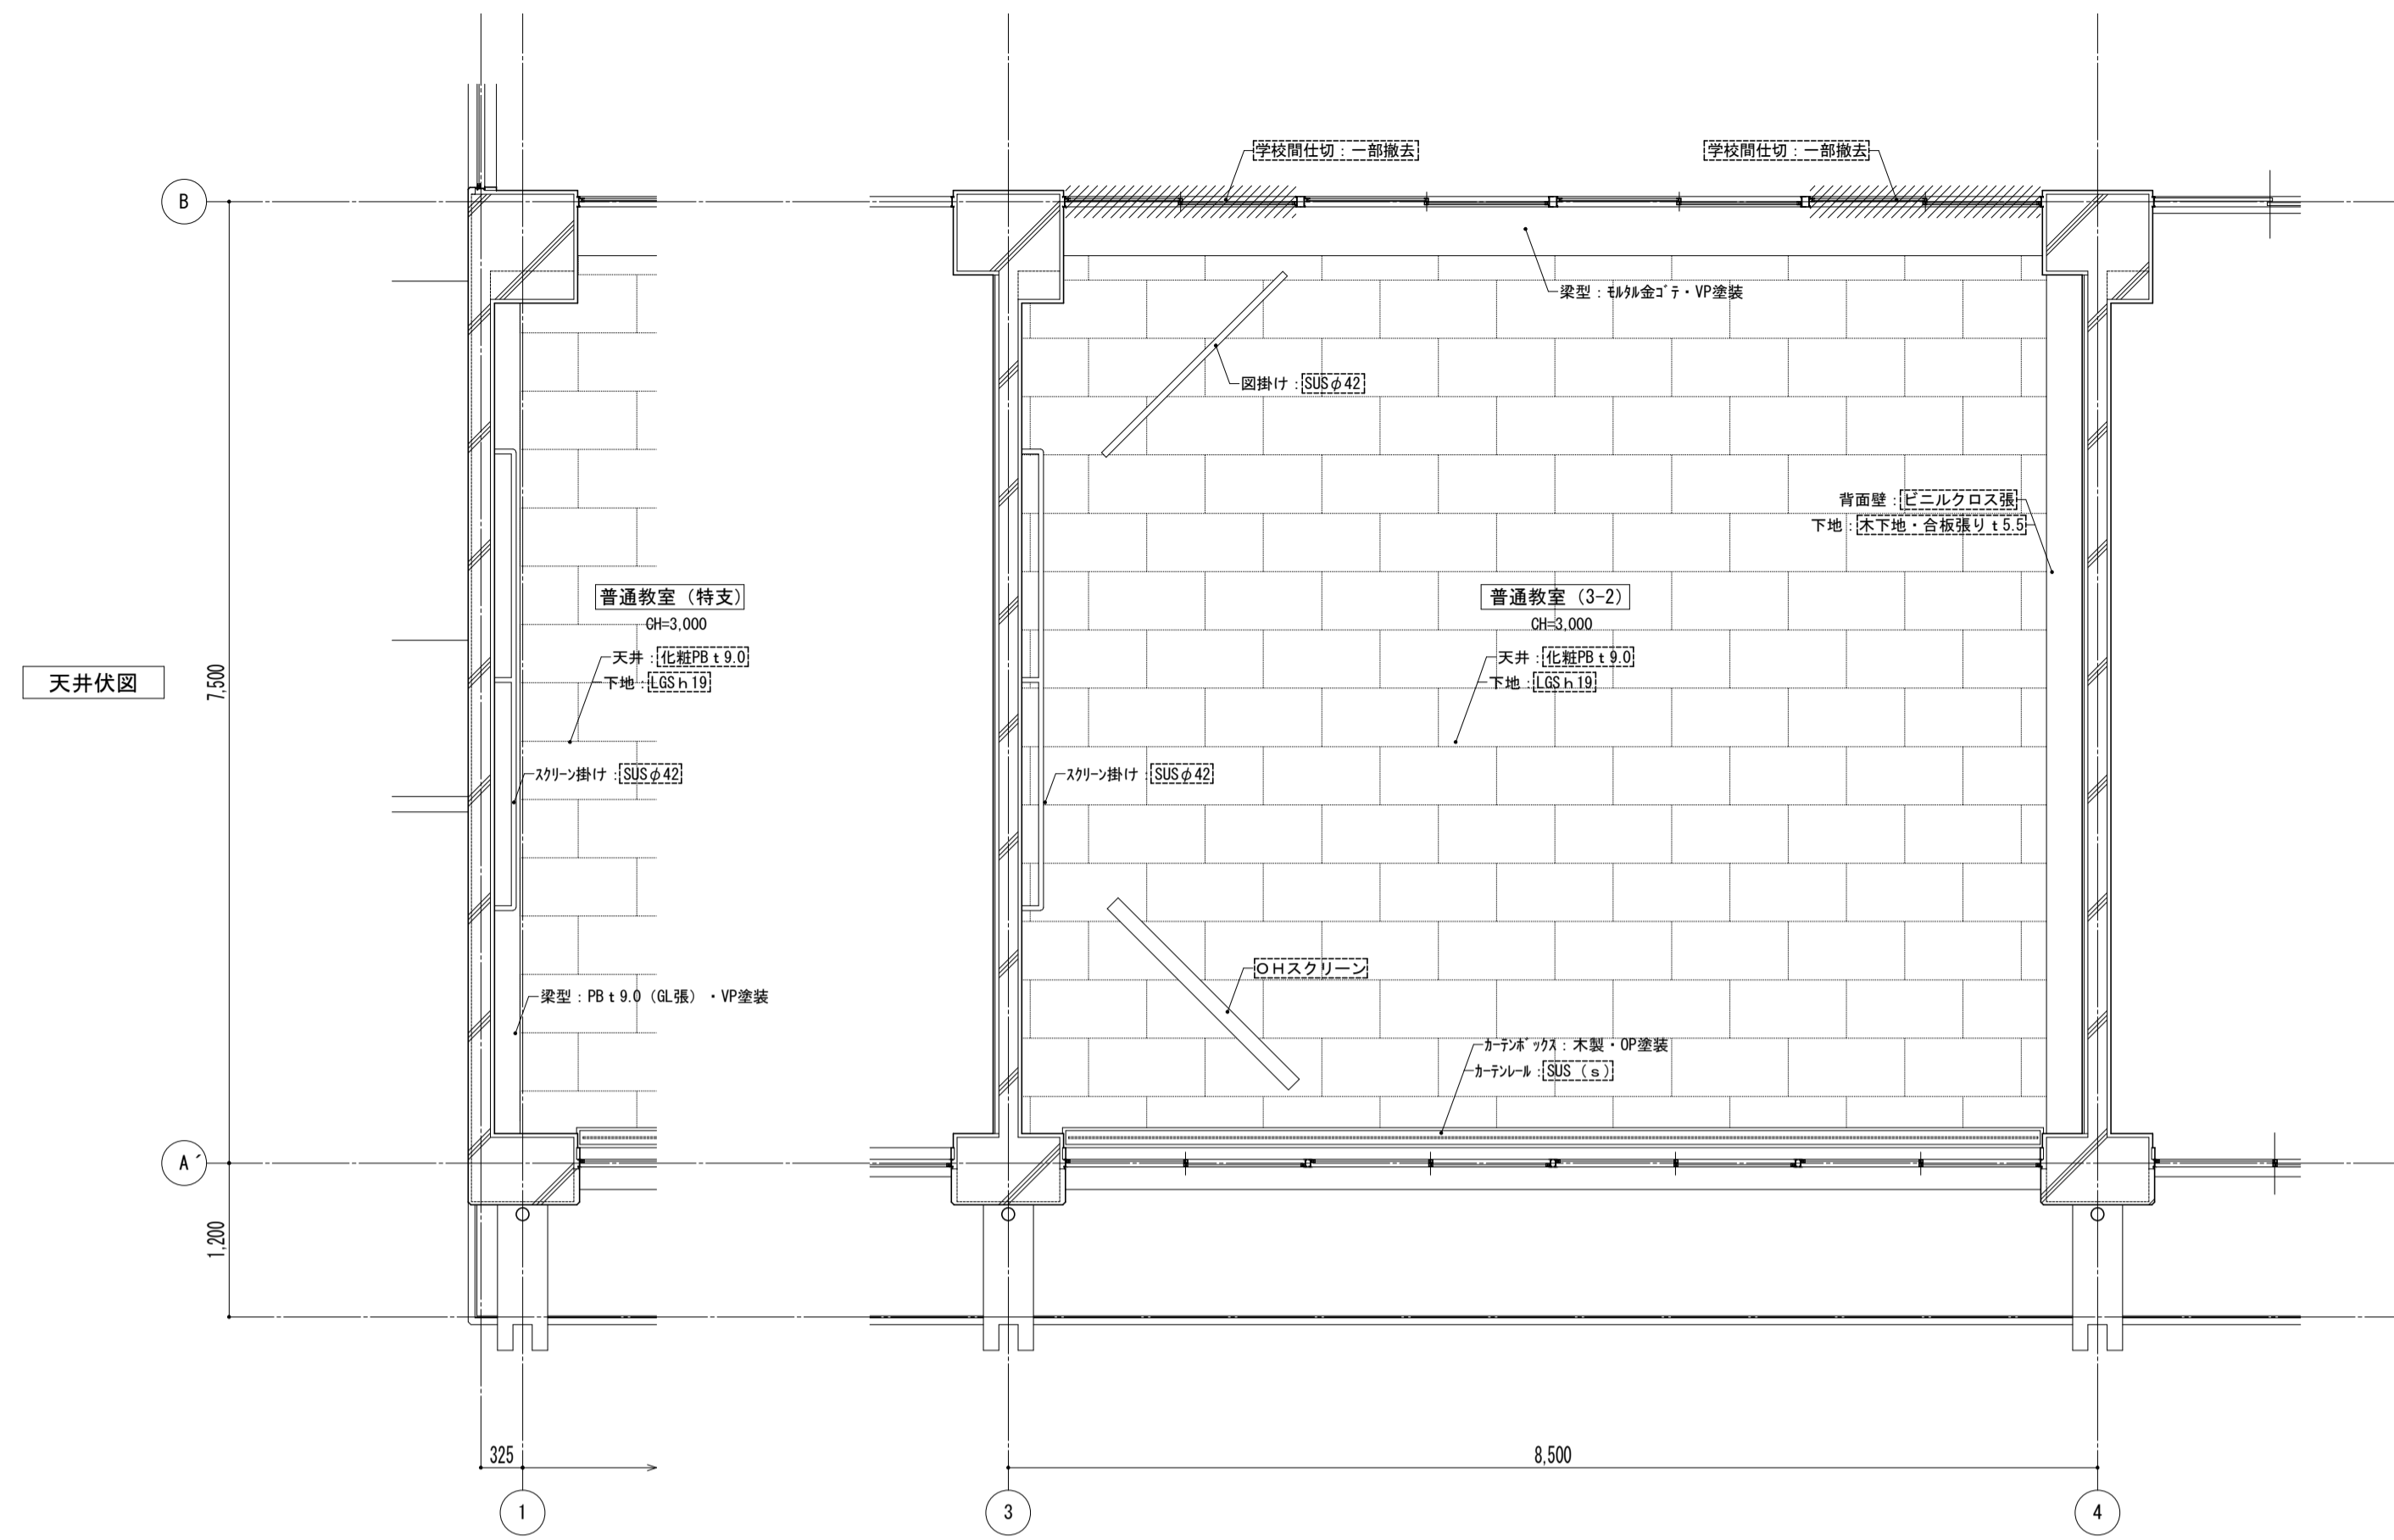 学校間仕切：一部撤去
学校間仕切：一部撤去
B
梁型：ﾓﾙﾀﾙ金ｺﾞﾃ・VP塗装
図掛け：SUSφ42
背面壁：ビニルクロス張
下地：木下地・合板張りt5.5
普通教室（特支）
CH=3,000
天井：化粧PBt9.0
下地：LGSh19
普通教室（3-2）
CH=3,000
天井：化粧PBt9.0
下地：LGSh19
天井伏図
7,500
ｽｸﾘｰﾝ掛け：SUSφ42
ｽｸﾘｰﾝ掛け：SUSφ42
OHスクリーン
梁型：PBt9.0（GL張）・VP塗装
ｶｰﾃﾝﾎﾞｯｸｽ：木製・OP塗装
ｶｰﾃﾝﾚｰﾙ：SUS（s）
A´
1,200
325
8,500
1
3
4